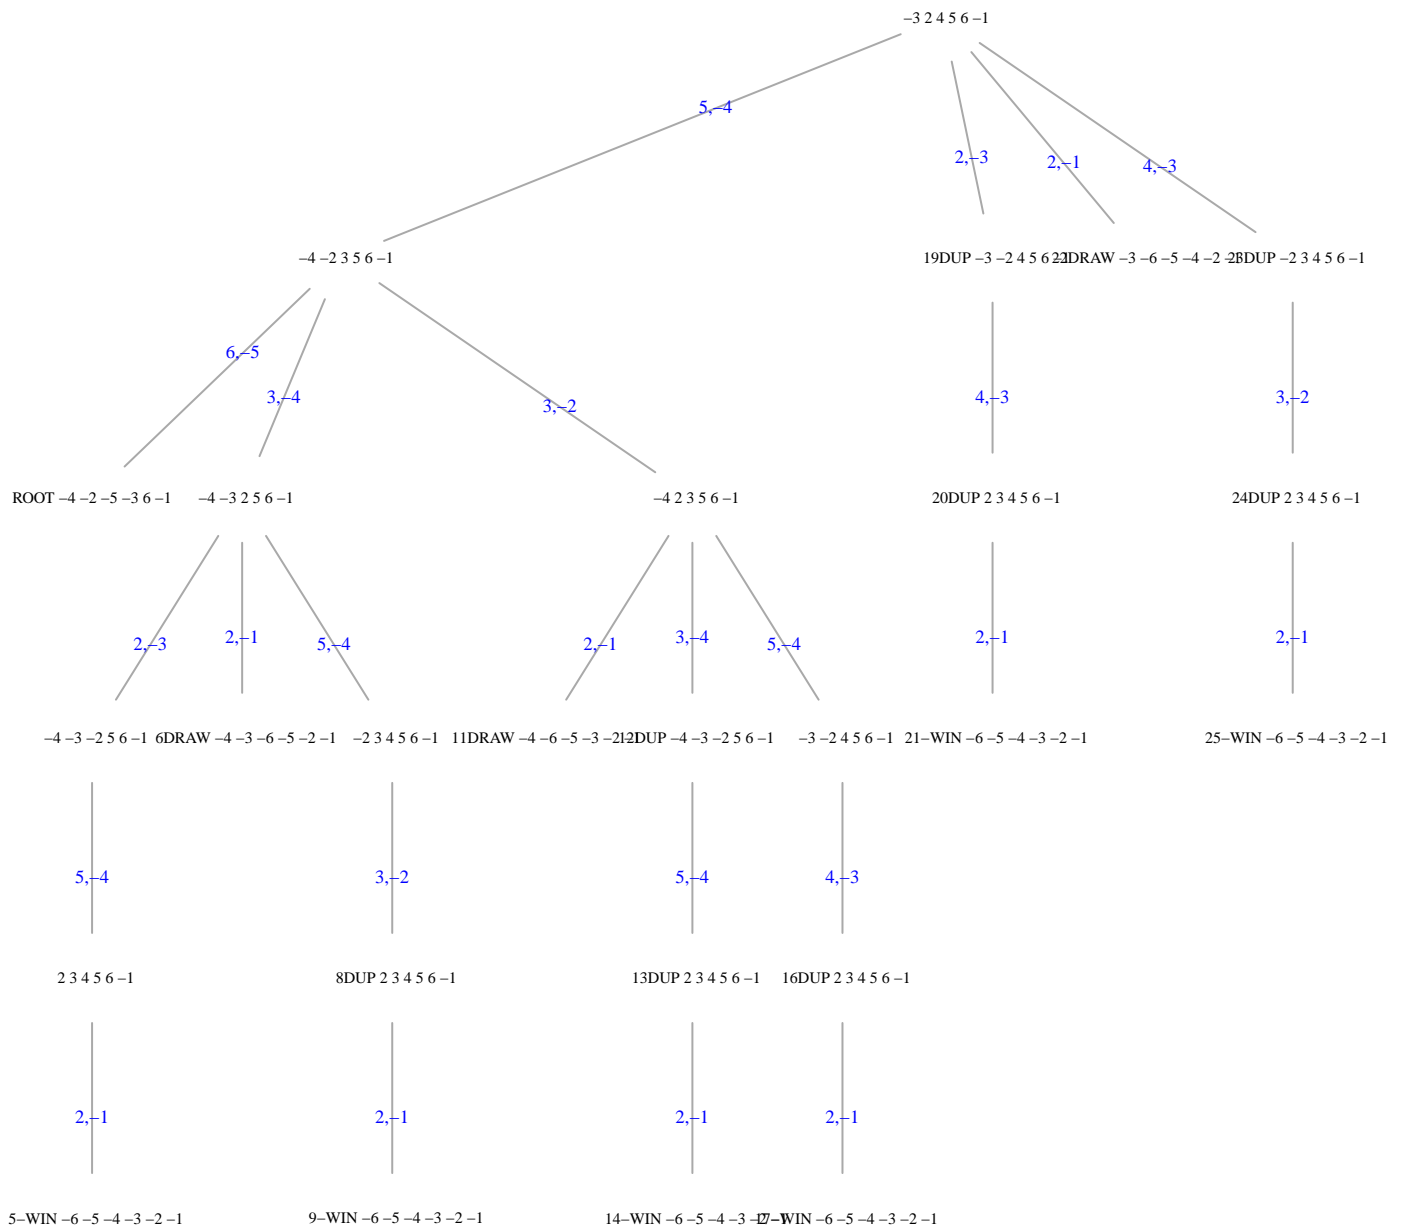 –3 2 4 5 6 –1
5,–4
2,–3
2,–1
4,–3
–4 –2 3 5 6 –1
19DUP –3 –2 4 5 6 –1
22DRAW –3 –6 –5 –4 –2 –1
23DUP –2 3 4 5 6 –1
6,–5
3,–4
3,–2
4,–3
3,–2
ROOT –4 –2 –5 –3 6 –1
–4 –3 2 5 6 –1
–4 2 3 5 6 –1
20DUP 2 3 4 5 6 –1
24DUP 2 3 4 5 6 –1
2,–3
2,–1
5,–4
2,–1
3,–4
5,–4
2,–1
2,–1
–4 –3 –2 5 6 –1
6DRAW –4 –3 –6 –5 –2 –1
–2 3 4 5 6 –1
11DRAW –4 –6 –5 –3 –2 –1
12DUP –4 –3 –2 5 6 –1
–3 –2 4 5 6 –1
21–WIN –6 –5 –4 –3 –2 –1
25–WIN –6 –5 –4 –3 –2 –1
5,–4
3,–2
5,–4
4,–3
2 3 4 5 6 –1
8DUP 2 3 4 5 6 –1
13DUP 2 3 4 5 6 –1
16DUP 2 3 4 5 6 –1
2,–1
2,–1
2,–1
2,–1
5–WIN –6 –5 –4 –3 –2 –1
9–WIN –6 –5 –4 –3 –2 –1
14–WIN –6 –5 –4 –3 –2 –1
17–WIN –6 –5 –4 –3 –2 –1